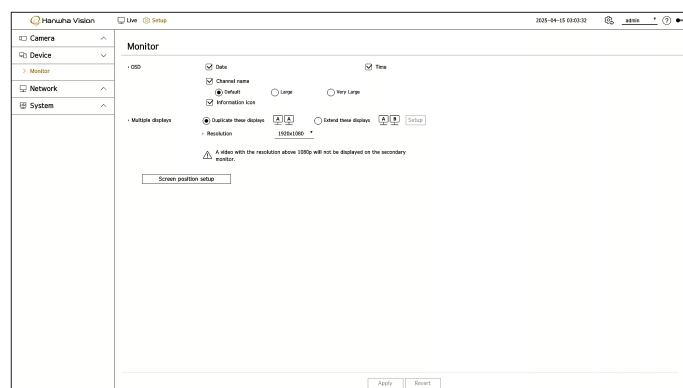 Hanwha Vision
Live Setup
2025-04-15 03:03:32
admin
?
Camera
Device
> Monitor
Network
System
Monitor
OSD
Date
Time
Channel name
Default
Large
Very Large
Information icon
Multiple displays
Duplicate these displays
A A
Extend these displays
A B
Setup
Resolution
1920x1080
A video with the resolution above 1080p will not be displayed on the secondary
monitor.
Screen position setup
Apply
Revert